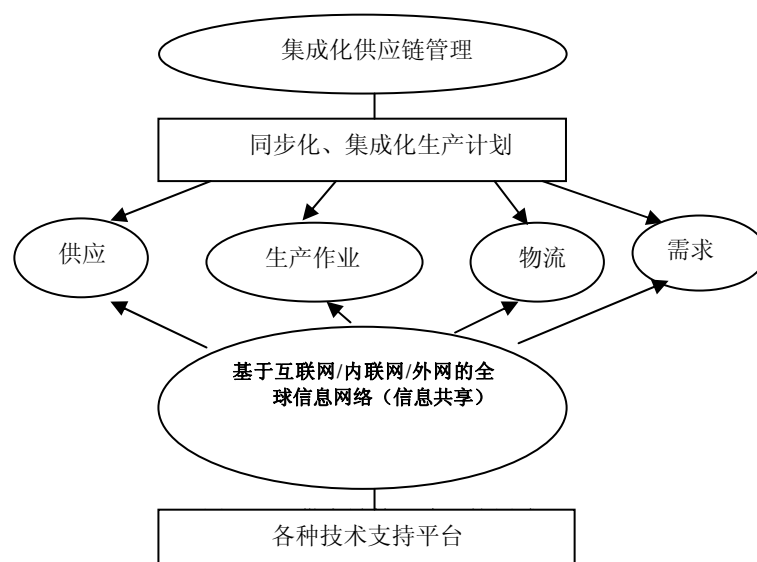 集成化供应链管理
同步化、集成化生产计划
供应
生产作业
物流
需求
基于互联网/内联网/外网的全
球信息网络（信息共享）
各种技术支持平台